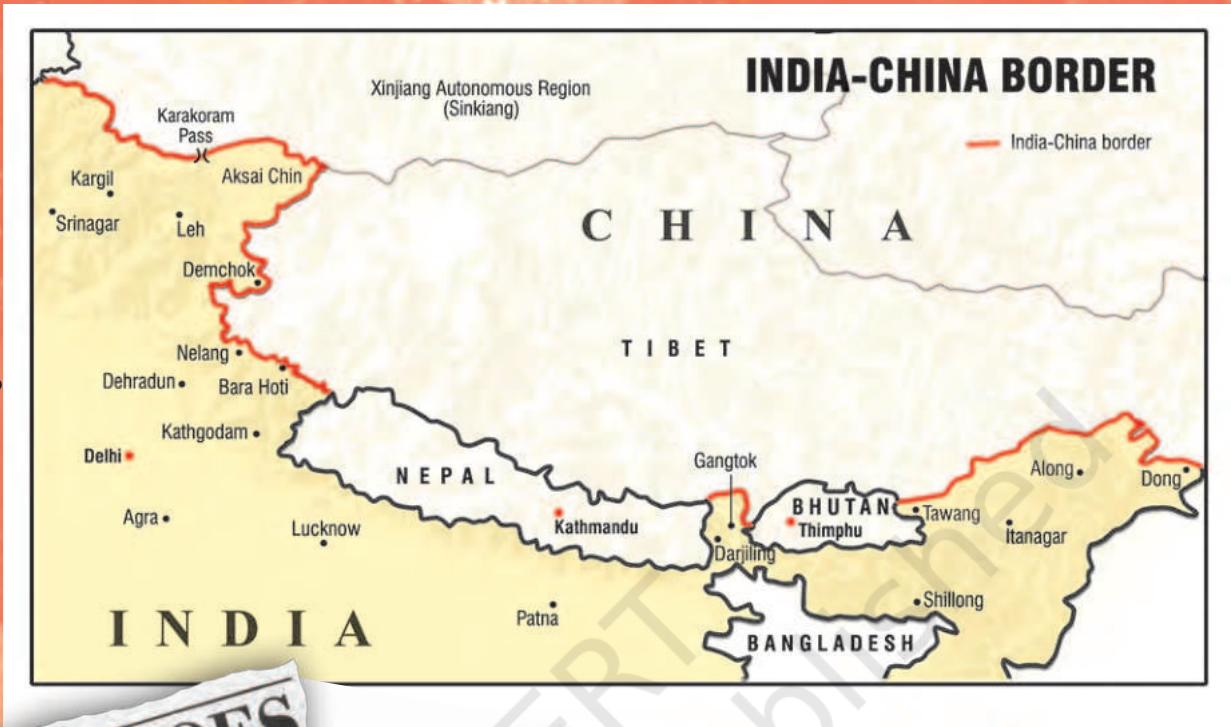 INDIA-CHINA BORDER
India-China border
Xinjiang Autonomous Region
(Sinkiang)
Karakoram
Pass
Aksai Chin
Kargil
Srinagar
Leh
CHINA
Demchok
TIBET
Nelang
Dehradun
Bara Hoti
Kathgodam
Delhi
NEPAL
Gangtok
Along
Dong
BHUTAN
Tawang
Agra
Lucknow
Kathmandu
Thimphu
Itanagar
Darjiling
Patna
Shillong
INDIA
BANGLADESH